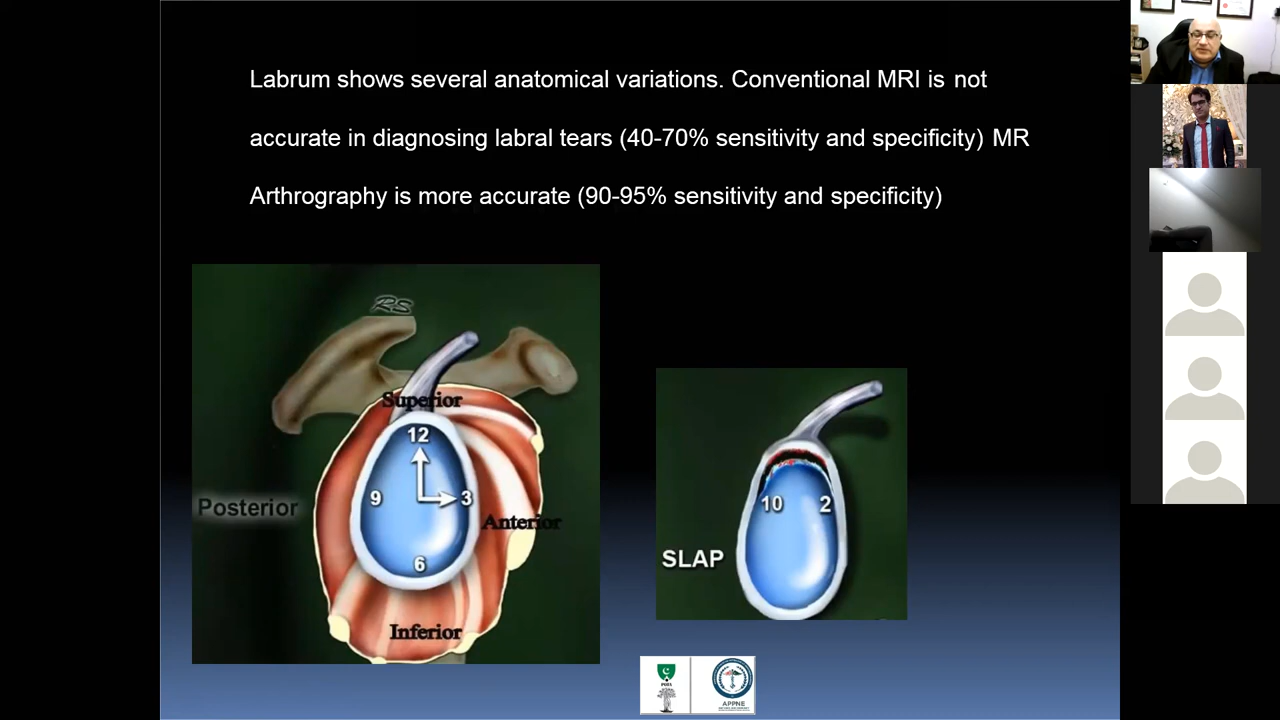 Labrum shows several anatomical variations. Conventional MRI is not
accurate in diagnosing labral tears (40-70% sensitivity and specificity) MR
Arthrography is more accurate (90-95% sensitivity and specificity)
RS
Superior
12
9
3
Posterior
Anterior
6
Inferior
10
2
SLAP
APPNE